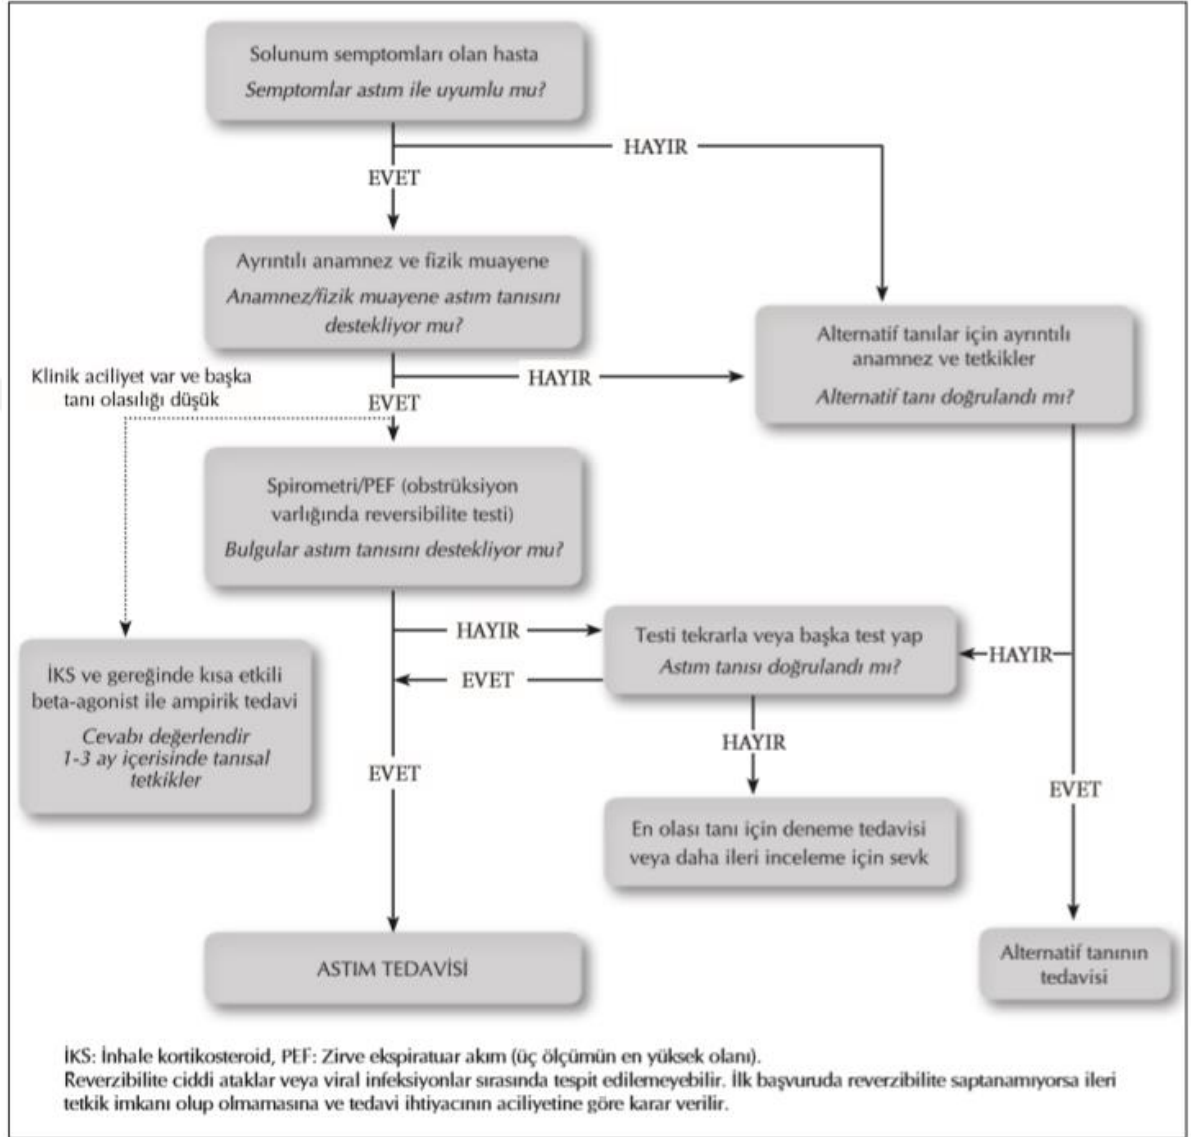 Solunum semptomları olan hasta
Semptomlar astım ile uyumlu mu?
HAYIR
EVET
Ayrıntılı anamnez ve fizik muayene
Anamnez/fizik muayene astım tanısını
destekliyor mu?
Alternatif tanılar için ayrıntılı
anamnez ve tetkikler
Alternatif tanı doğrulandı mı?
Klinik aciliyet var ve başka
tanı olasılığı düşük
HAYIR
EVET
Spirometri/PEF (obstrüksiyon
varlığında reversibilite testi)
Bulgular astım tanısını destekliyor mu?
HAYIR
EVET
Testi tekrarla veya başka test yap
Astım tanısı doğrulandı mı?
HAYIR
İKS ve gereğinde kısa etkili
beta-agonist ile ampirik tedavi
Cevabı değerlendir
1-3 ay içerisinde tanısal
tetkikler
EVET
HAYIR
EVET
En olası tanı için deneme tedavisi
veya daha ileri inceleme için sevk
ASTIM TEDAVİSİ
Alternatif tanının
tedavisi
İKS: İnhale kortikosteroid, PEF: Zirve ekspiratuar akım (üç ölçümün en yüksek olanı).
Reverzibilite ciddi ataklar veya viral infeksiyonlar sırasında tespit edilemeyebilir. İlk başvuruda reverzibilite saptanamıyorsa ileri
tetkik imkanı olup olmamasına ve tedavi ihtiyacının aciliyetine göre karar verilir.